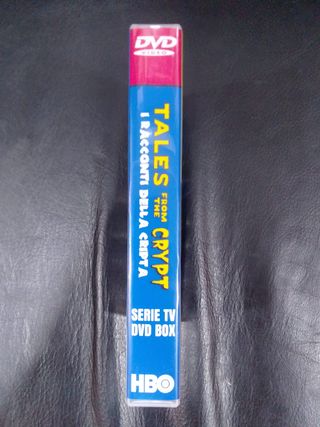 DVD
VIDEO
TALES FROM THE CRYPT
I RACCONTI DELLA CRIPTA
SERIE TV
DVD BOX
HBO